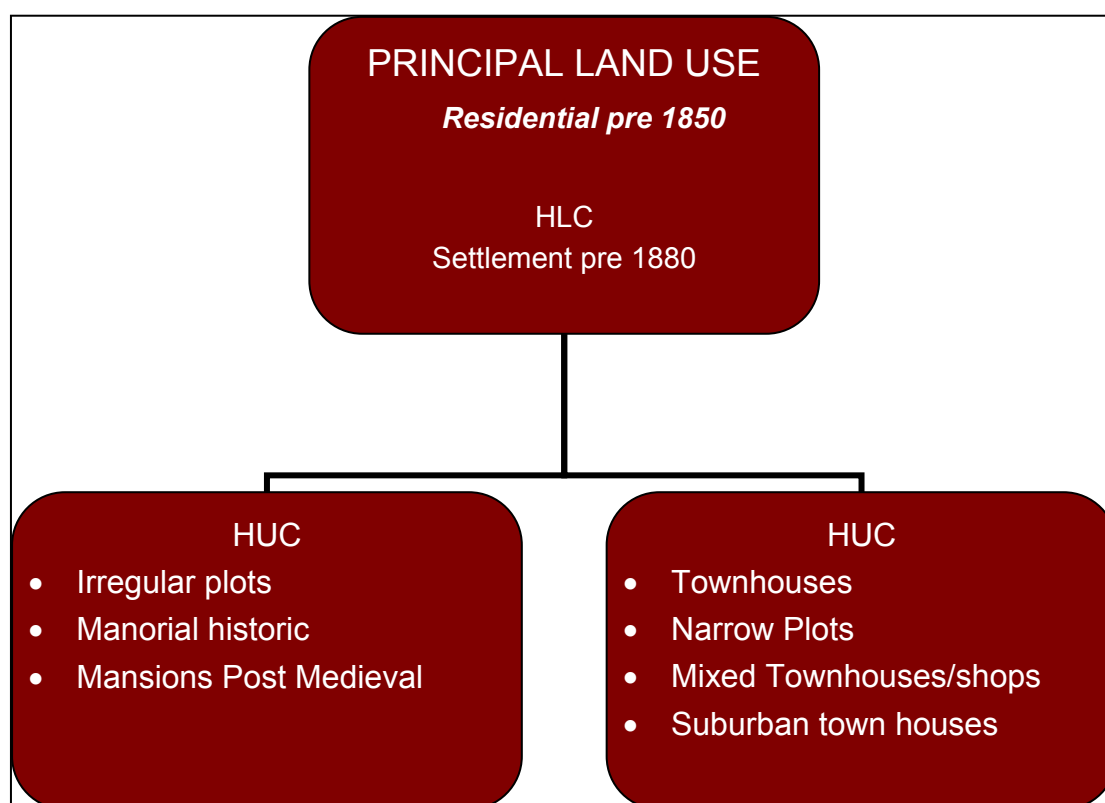 PRINCIPAL LAND USE
Residential pre 1850
HLC
Settlement pre 1880
HUC
• Irregular plots
• Manorial historic
• Mansions Post Medieval
HUC
• Townhouses
• Narrow Plots
• Mixed Townhouses/shops
• Suburban town houses